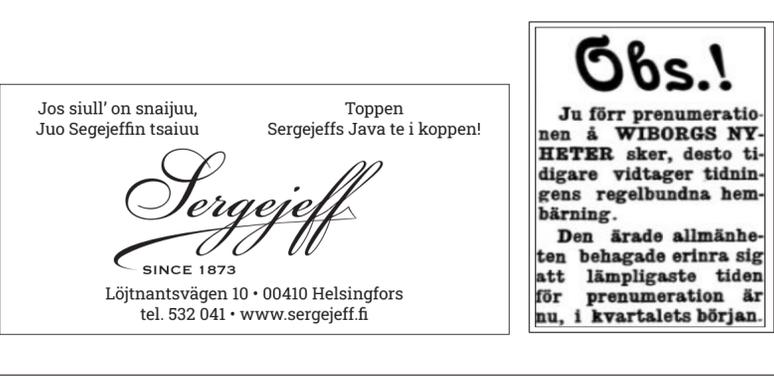 Jos siull' on snaijuu,
Juo Segejeffin tsaiuu
Toppen
Sergejeffs Java te i koppen!
Sergejeff
SINCE 1873
Löjtnantsvägen 10 • 00410 Helsingfors
tel. 532 041 • www.sergejeff.fi
Obs.!
Ju förr prenumeratio-
nen å WIBORGS NY-
HETER sker, desto ti-
digare vidtager tidnin-
gens regelbundna hem-
bärning.
Den ärade allmänhe-
ten behagade erinra sig
att lämpligaste tiden
för prenumeration är
nu, i kvartalets början.